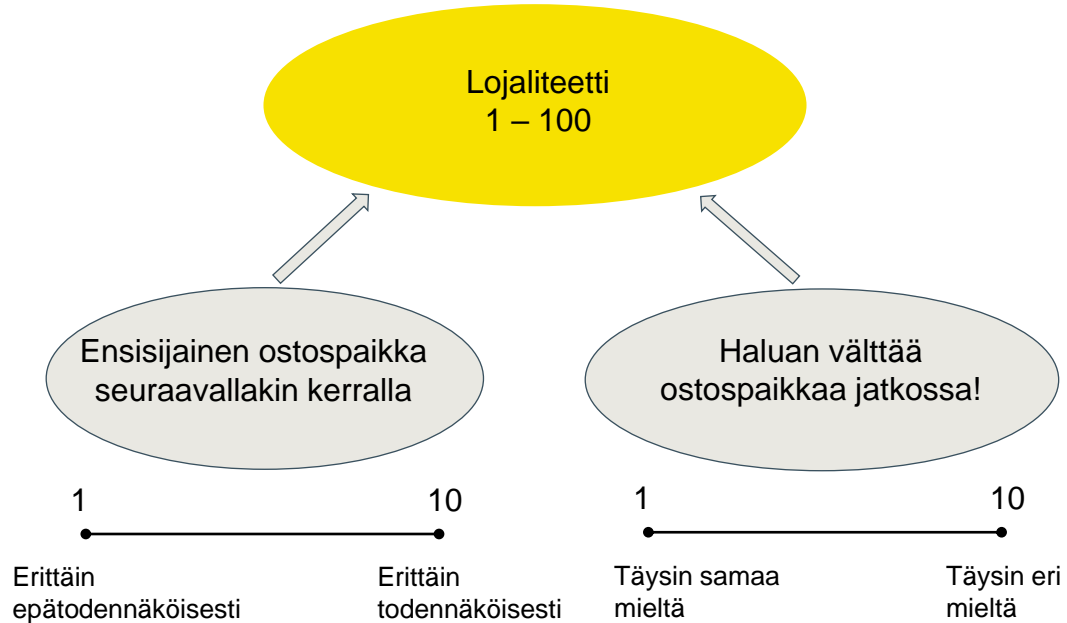 Lojaliteetti
1 – 100
Ensisijainen ostospaikka
seuraavallakin kerralla
Haluan välttää
ostospaikkaa jatkossa!
1
10
Erittäin
epätodennäköisesti
Erittäin
todennäköisesti
1
10
Täysin samaa
mieltä
Täysin eri
mieltä